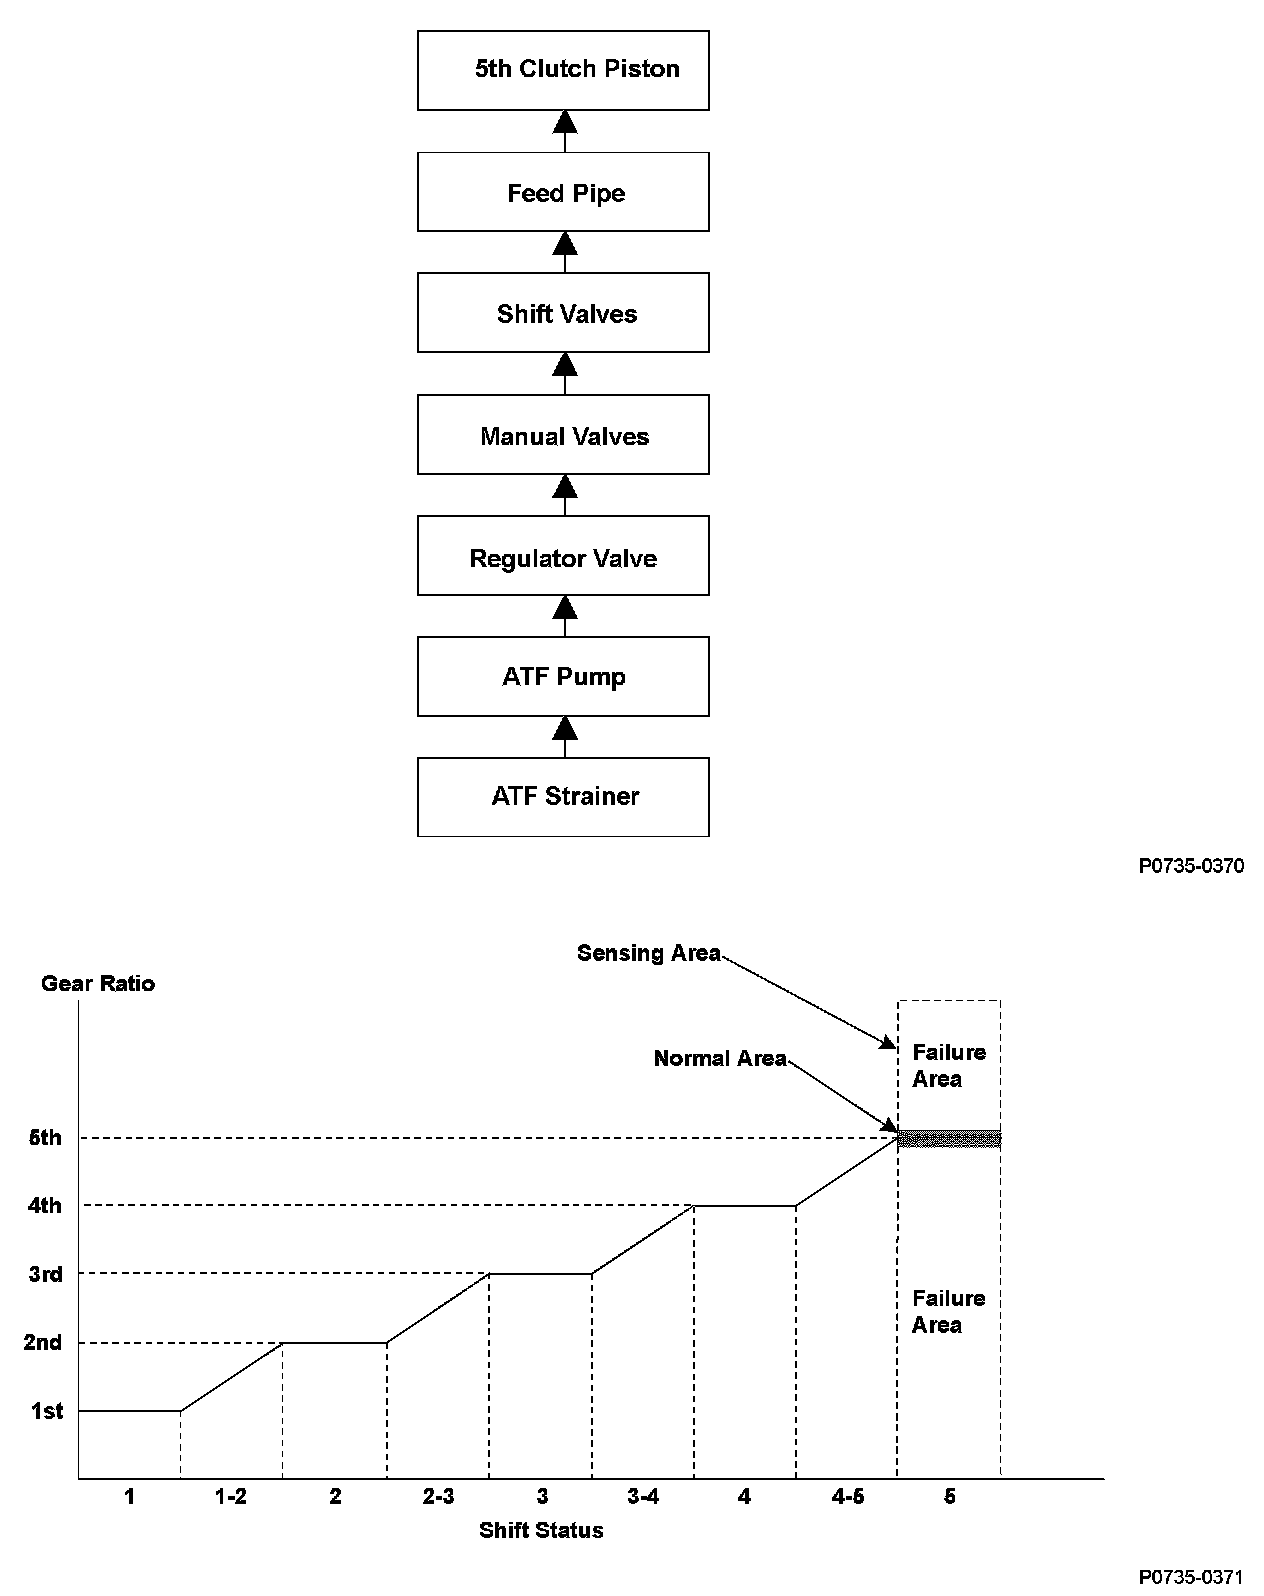 5th Clutch Piston
Feed Pipe
Shift Valves
Manual Valves
Regulator Valve
ATF Pump
ATF Strainer
P0735-0370
Sensing Area
Gear Ratio
Normal Area
Failure
Area
5th
4th
3rd
Failure
Area
2nd
1st
1
1-2
2
2-3
3
3-4
4
4-5
5
Shift Status
P0735-0371